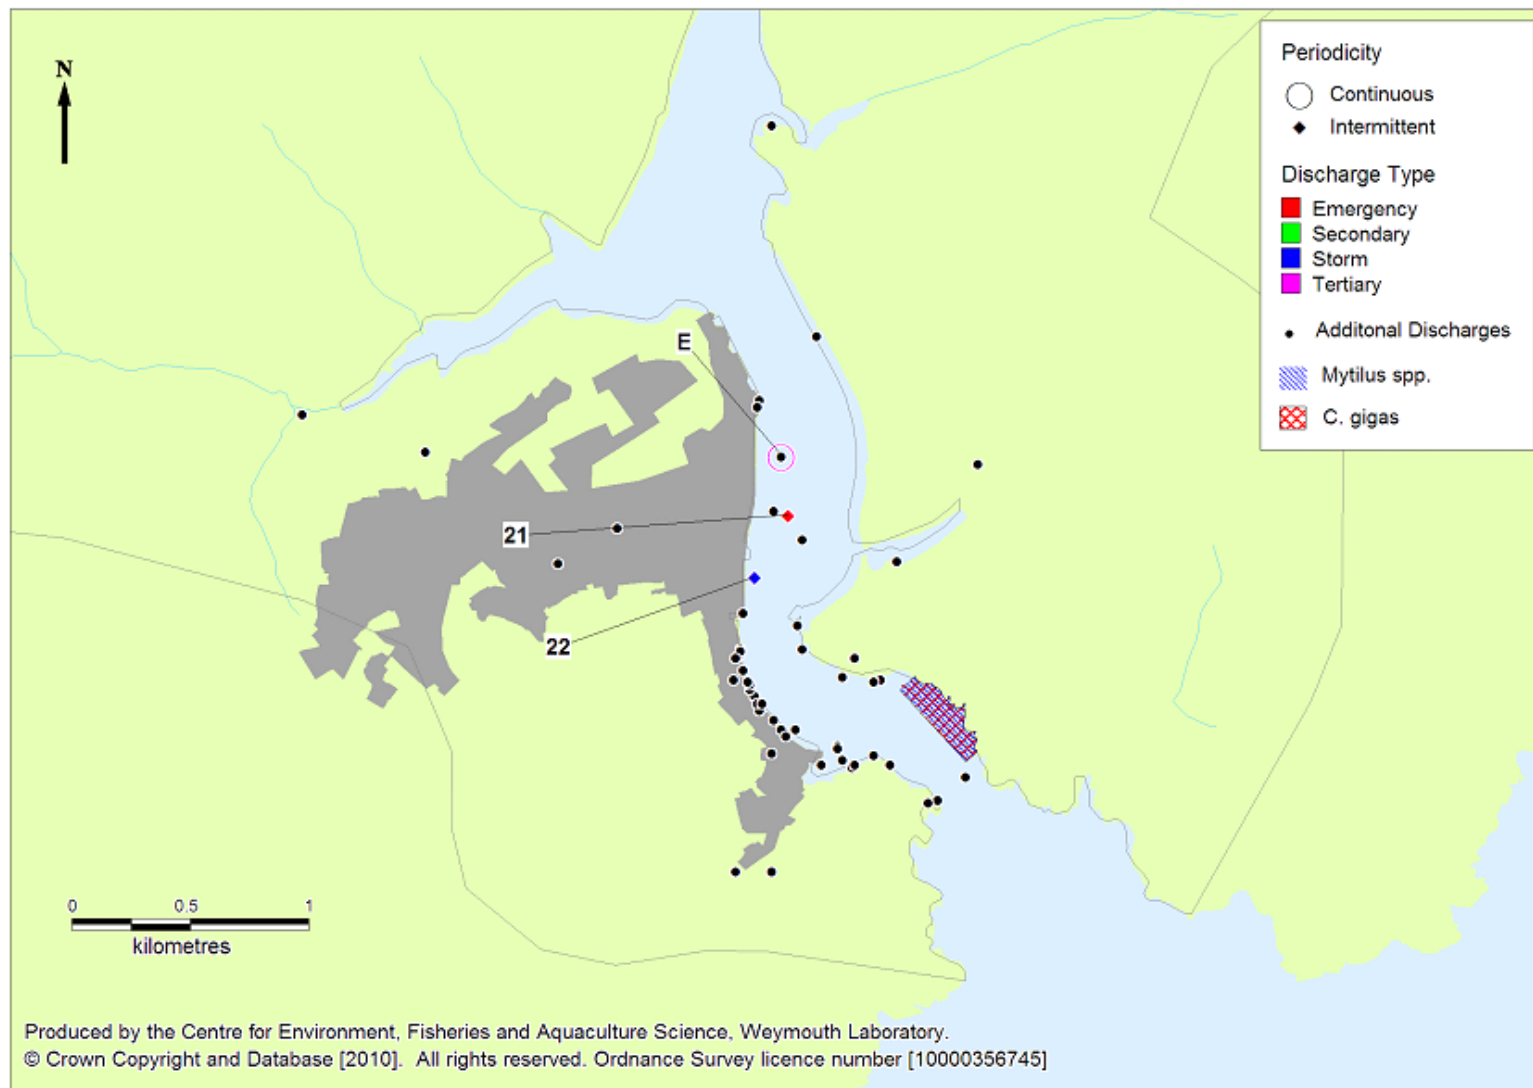 N
Periodicity
Continuous
Intermittent
Discharge Type
Emergency
Secondary
Storm
Tertiary
Additonal Discharges
Mytilus spp.
C. gigas
E
21
22
0 0.5 1
kilometres
Produced by the Centre for Environment, Fisheries and Aquaculture Science, Weymouth Laboratory.
© Crown Copyright and Database [2010]. All rights reserved. Ordnance Survey licence number [10000356745]